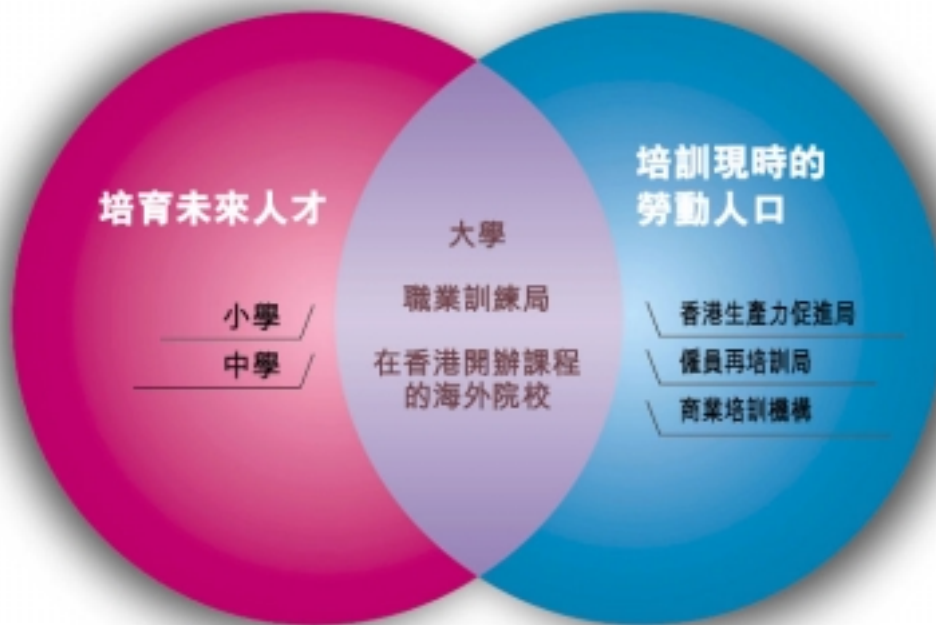 培育未來人才
小學
中學
大學
職業訓練局
在香港開辦課程
的海外院校
培訓現時的
勞動人口
香港生產力促進局
僱員再培訓局
商業培訓機構